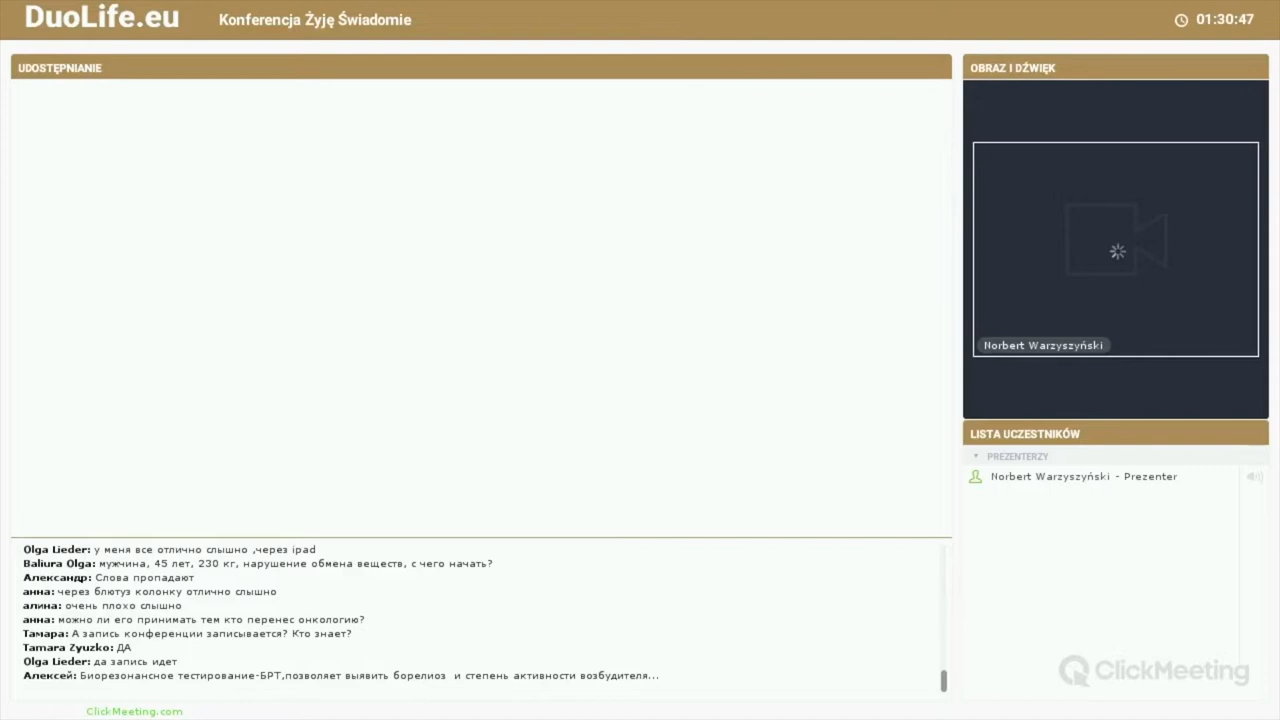 DuoLife.eu
Konferencja Żyję Świadomie
01:30:47
UDOSTĘPNIANIE
OBRAZ I DŹWIĘK
Norbert Warzyszyński
LISTA UCZESTNIKÓW
PREZENTERZY
Norbert Warzyszyński - Prezenter
Olga Lieder: у меня все отлично слышно ,через ipad
Baliura Olga: мужчина, 45 лет, 230 кг, нарушение обмена веществ, с чего начать?
Александр: Слова пропадают
анна: через блютуз колонку отлично слышно
алина: очень плохо слышно
анна: можно ли его принимать тем кто перенес онкологию?
Тамара: А запись конференции записывается? Кто знает?
Tamara Zyuzko: ДА
Olga Lieder: да запись идет
Алексей: Биорезонансное тестирование-БРТ,позволяет выявить борелиоз и степень активности возбудителя...
ClickMeeting
ClickMeeting.com